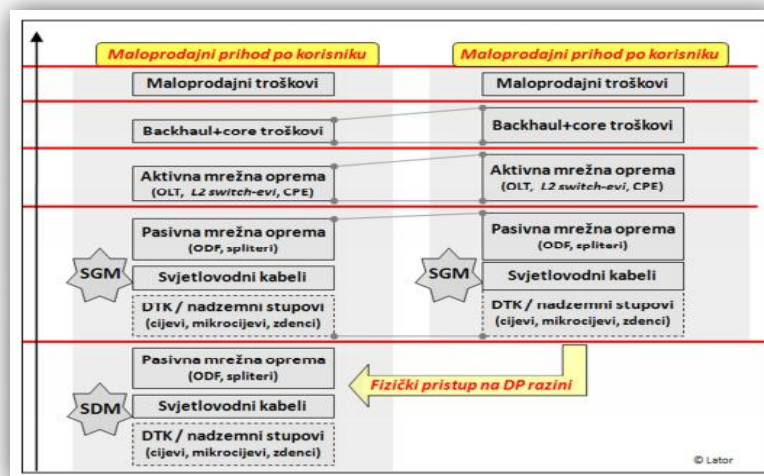 Maloprodajni prihod po korisniku
Maloprodajni troškovi
Backhaul+core troškovi
Aktivna mrežna oprema
(OLT, L2 switch-evi, CPE)
Pasivna mrežna oprema
(ODF, spliteri)
SGM
Svjetlovodni kabeli
DTK / nadzemni stupovi
(cijevi, mikrocijevi, zdenci)
Pasivna mrežna oprema
(ODF, spliteri)
SDM
Svjetlovodni kabeli
DTK / nadzemni stupovi
(cijevi, mikrocijevi, zdenci)
Maloprodajni prihod po korisniku
Maloprodajni troškovi
Backhaul+core troškovi
Aktivna mrežna oprema
(OLT, L2 switch-evi, CPE)
Pasivna mrežna oprema
(ODF, spliteri)
SGM
Svjetlovodni kabeli
DTK / nadzemni stupovi
(cijevi, mikrocijevi, zdenci)
Fizički pristup na DP razini
© Lator